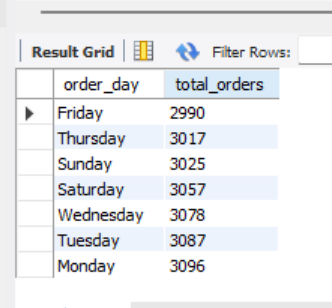 Result Grid Filter Rows:
order_day total_orders
Friday 2990
Thursday 3017
Sunday 3025
Saturday 3057
Wednesday 3078
Tuesday 3087
Monday 3096